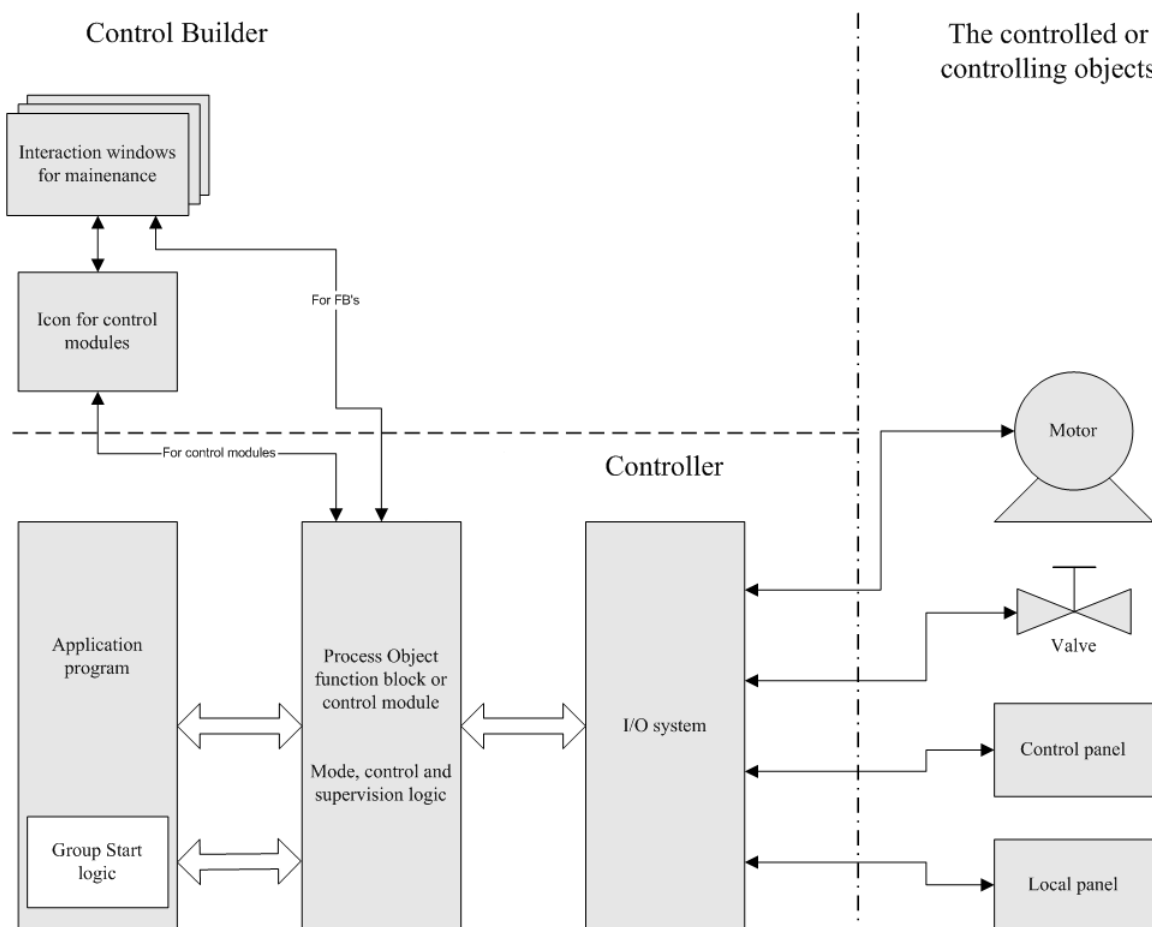 Control Builder
The controlled or
controlling objects
Interaction windows
for mainenance
For FB's
Icon for control
modules
Motor
For control modules
Controller
Application
program
Process Object
function block or
control module
Mode, control and
supervision logic
I/O system
Valve
Control panel
Group Start
logic
Local panel